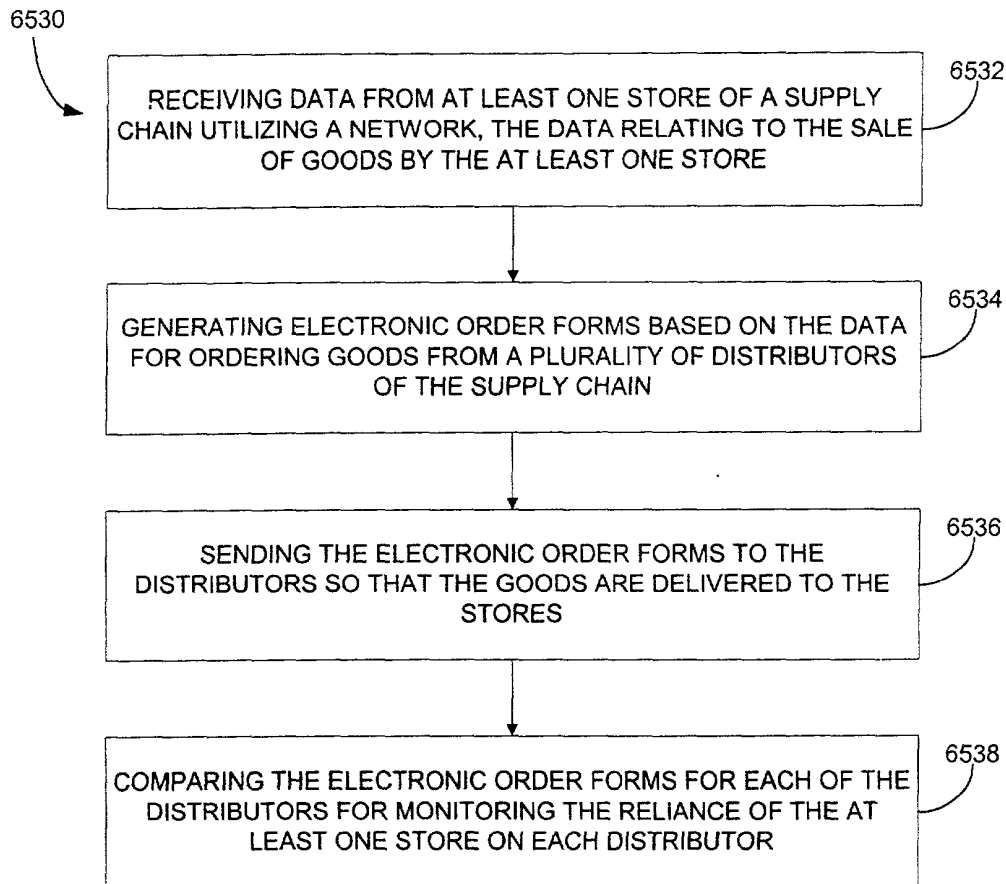 6530
6532
RECEIVING DATA FROM AT LEAST ONE STORE OF A SUPPLY
CHAIN UTILIZING A NETWORK, THE DATA RELATING TO THE SALE
OF GOODS BY THE AT LEAST ONE STORE
6534
GENERATING ELECTRONIC ORDER FORMS BASED ON THE DATA
FOR ORDERING GOODS FROM A PLURALITY OF DISTRIBUTORS
OF THE SUPPLY CHAIN
6536
SENDING THE ELECTRONIC ORDER FORMS TO THE
DISTRIBUTORS SO THAT THE GOODS ARE DELIVERED TO THE
STORES
6538
COMPARING THE ELECTRONIC ORDER FORMS FOR EACH OF THE
DISTRIBUTORS FOR MONITORING THE RELIANCE OF THE AT
LEAST ONE STORE ON EACH DISTRIBUTOR